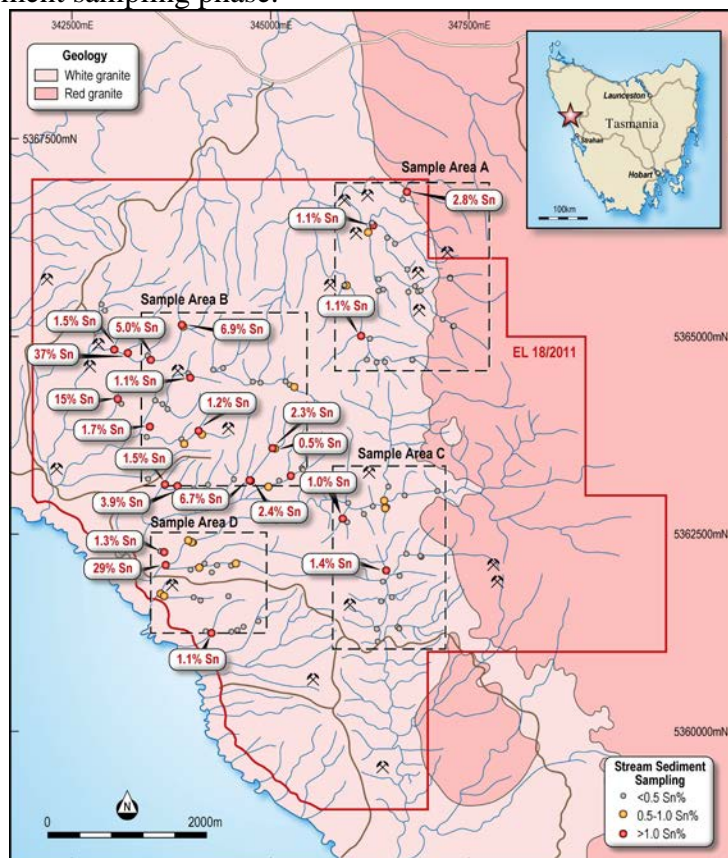 ment sampling phase.
342500mE
345000mE
347500mE
Geology
White granite
Red granite
Launceston
Tasmania
Strahan
Hobart
100km
5367500mN
Sample Area A
2.8% Sn
1.1% Sn
1.1% Sn
Sample Area B
1.5% Sn
5.0% Sn
6.9% Sn
5365000mN
37% Sn
EL 18/2011
1.1% Sn
15% Sn
1.2% Sn
2.3% Sn
1.7% Sn
0.5% Sn
1.5% Sn
Sample Area C
1.0% Sn
3.9% Sn
6.7% Sn
2.4% Sn
Sample Area D
5362500mN
1.3% Sn
29% Sn
1.4% Sn
1.1% Sn
5360000mN
N
0
2000m
Stream Sediment
Sampling
<0.5 Sn%
0.5-1.0 Sn%
>1.0 Sn%